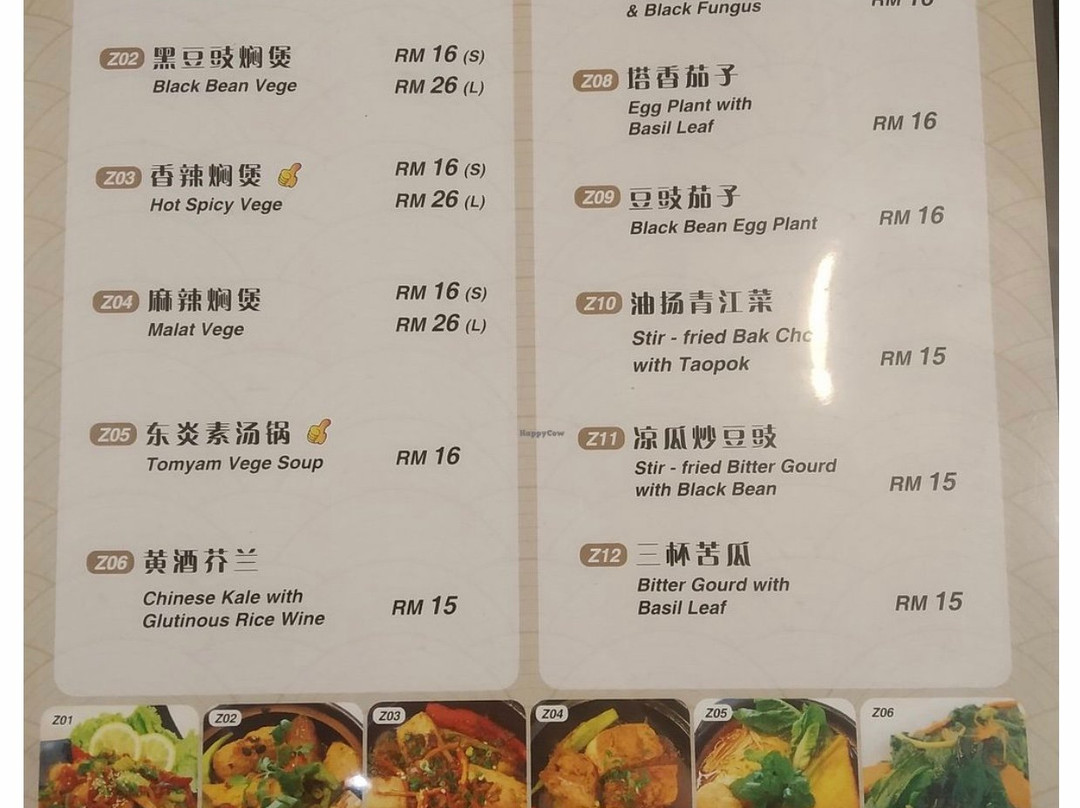 Z02 黑豆豉焖煲 RM 16 (S)
Black Bean Vege RM 26 (L)
Z03 香辣焖煲 RM 16 (S)
Hot Spicy Vege RM 26 (L)
Z04 麻辣焖煲 RM 16 (S)
Malat Vege RM 26 (L)
Z05 东炎素汤锅
Tomyam Vege Soup RM 16
Z06 黄酒芥兰
Chinese Kale with
Glutinous Rice Wine RM 15
& Black Fungus
Z08 塔香茄子
Egg Plant with
Basil Leaf RM 16
Z09 豆豉茄子
Black Bean Egg Plant RM 16
Z10 油扬青江菜
Stir - fried Bak Cho
with Taopok RM 15
Z11 凉瓜炒豆豉
Stir - fried Bitter Gourd
with Black Bean RM 15
Z12 三杯苦瓜
Bitter Gourd with
Basil Leaf RM 15
HappyCow
Z01 Z02 Z03 Z04 Z05 Z06